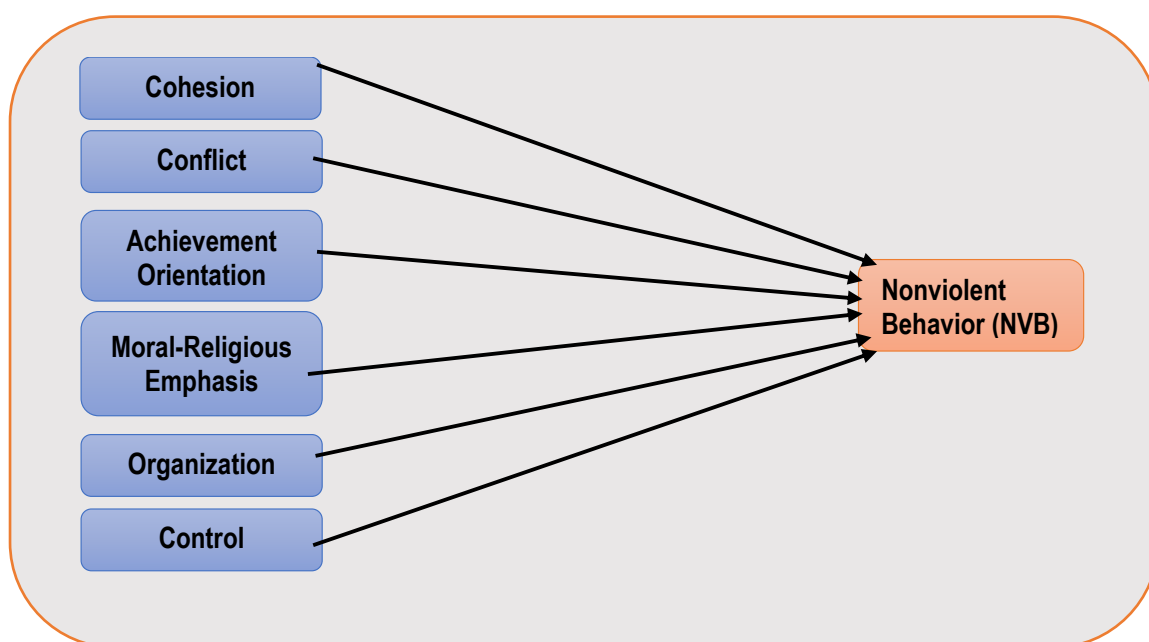 Cohesion
Conflict
Achievement
Orientation
Moral-Religious
Emphasis
Organization
Control
Nonviolent
Behavior (NVB)